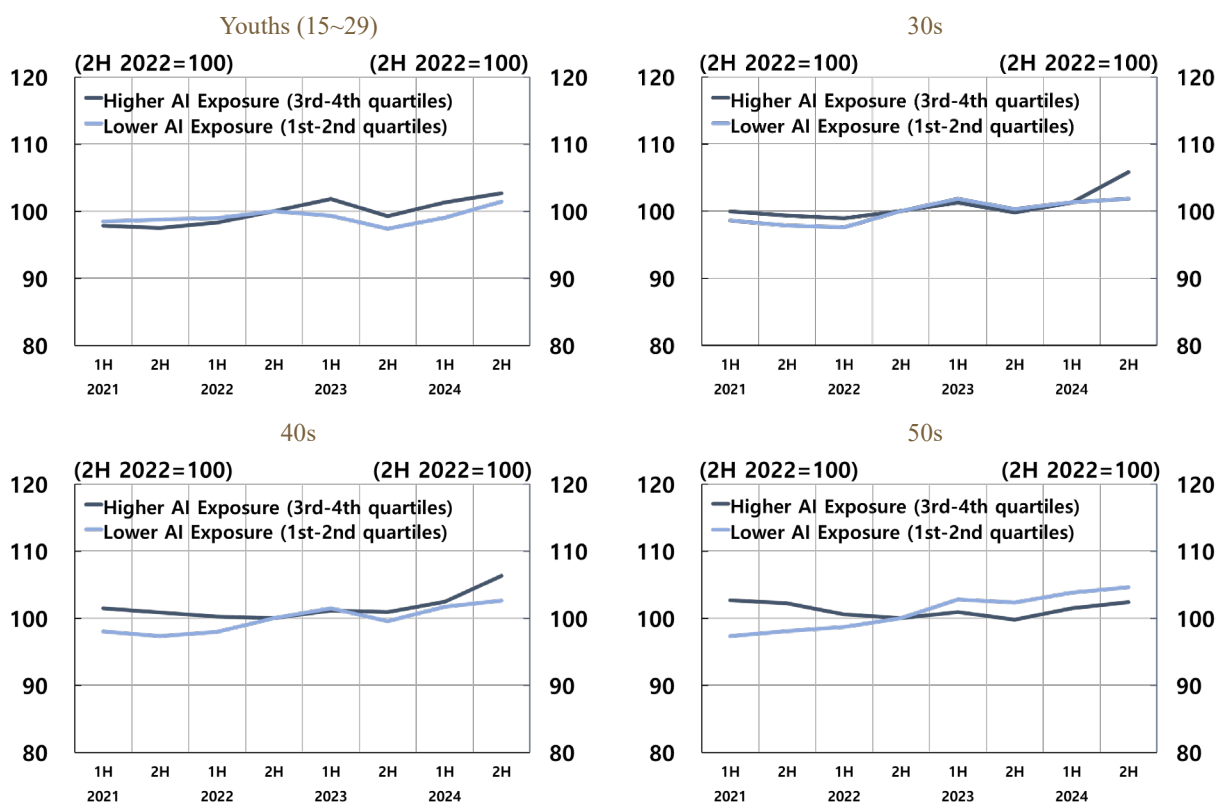 Youths (15~29)
(2H 2022=100) (2H 2022=100)
120 120
Higher AI Exposure (3rd-4th quartiles)
Lower AI Exposure (1st-2nd quartiles)
110 110
100 100
90 90
80 80
1H 2H 1H 2H 1H 2H 1H 2H
2021 2022 2023 2024
30s
(2H 2022=100) (2H 2022=100)
120 120
Higher AI Exposure (3rd-4th quartiles)
Lower AI Exposure (1st-2nd quartiles)
110 110
100 100
90 90
80 80
1H 2H 1H 2H 1H 2H 1H 2H
2021 2022 2023 2024
40s
(2H 2022=100) (2H 2022=100)
120 120
Higher AI Exposure (3rd-4th quartiles)
Lower AI Exposure (1st-2nd quartiles)
110 110
100 100
90 90
80 80
1H 2H 1H 2H 1H 2H 1H 2H
2021 2022 2023 2024
50s
(2H 2022=100) (2H 2022=100)
120 120
Higher AI Exposure (3rd-4th quartiles)
Lower AI Exposure (1st-2nd quartiles)
110 110
100 100
90 90
80 80
1H 2H 1H 2H 1H 2H 1H 2H
2021 2022 2023 2024